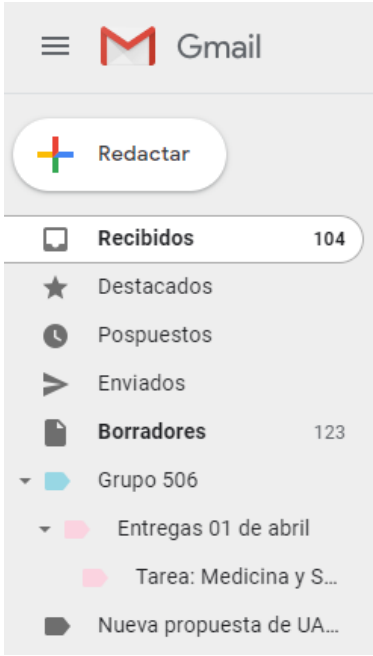 Gmail
Redactar
Recibidos 104
Destacados
Pospuestos
Enviados
Borradores 123
Grupo 506
Entregas 01 de abril
Tarea: Medicina y S...
Nueva propuesta de UA...